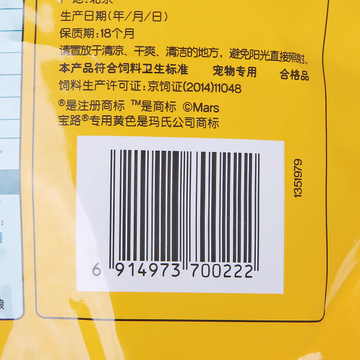 生产日期(年/月/日)
保质期:18个月
请置放于清凉、干爽、清洁的地方,避免阳光直接照射。
本产品符合饲料卫生标准 宠物专用 合格品
饲料生产许可证:京饲证(2014)11048
®是注册商标 ™是商标 ©Mars
宝路®专用黄色是玛氏公司商标
1351979
6 914973 700222